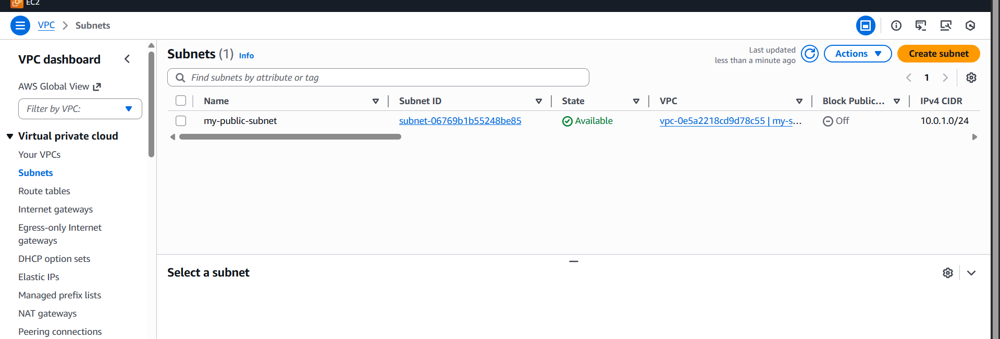 EC2
VPC > Subnets
VPC dashboard
AWS Global View
Filter by VPC:
Virtual private cloud
Your VPCs
Subnets
Route tables
Internet gateways
Egress-only Internet
gateways
DHCP option sets
Elastic IPs
Managed prefix lists
NAT gateways
Peering connections
Subnets (1) Info
Last updated
less than a minute ago
Actions
Create subnet
Find subnets by attribute or tag
1
Name Subnet ID State VPC Block Public... IPv4 CIDR
my-public-subnet subnet-06769b1b55248be85 Available vpc-0e5a2218cd9d78c55 | my-s... Off 10.0.1.0/24
Select a subnet